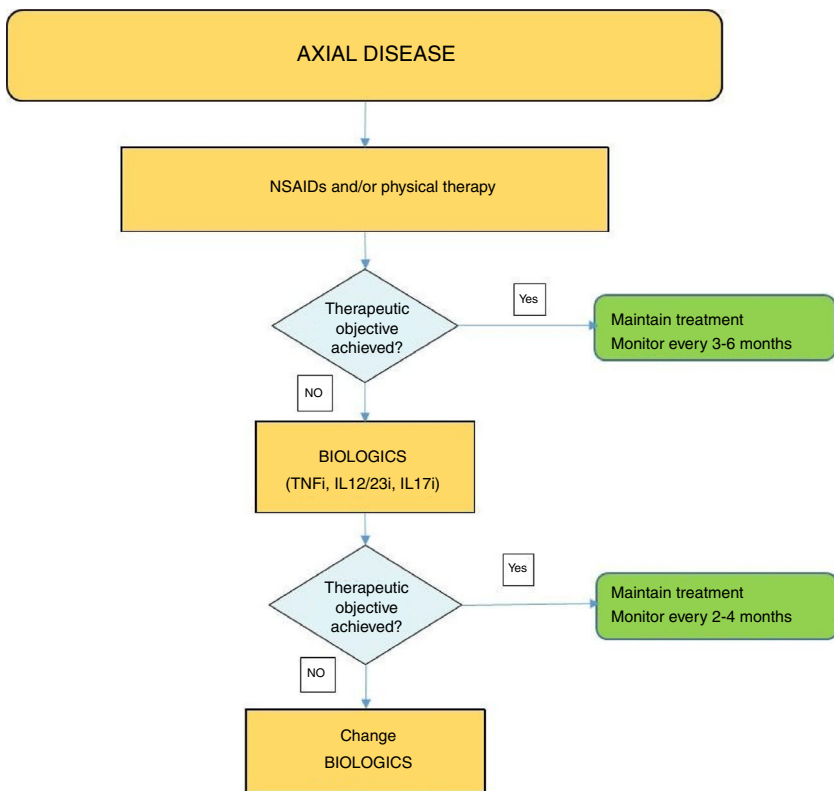 AXIAL DISEASE
NSAIDs and/or physical therapy
Therapeutic
objective
achieved?
Yes
Maintain treatment
Monitor every 3-6 months
NO
BIOLOGICS
(TNFi, IL12/23i, IL17i)
Therapeutic
objective
achieved?
Yes
Maintain treatment
Monitor every 2-4 months
NO
Change
BIOLOGICS